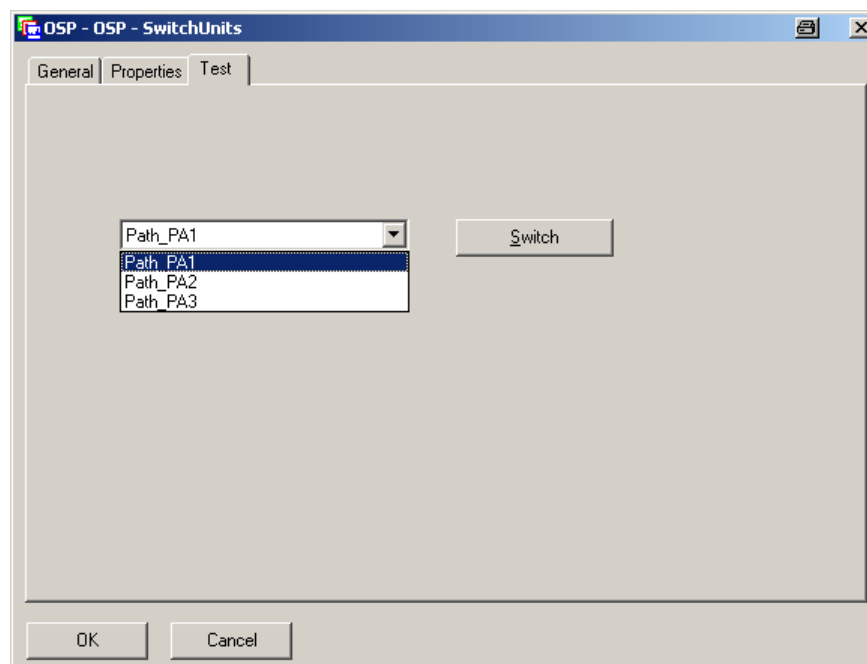 OSP - OSP - SwitchUnits
General Properties Test
Path_PA1 Switch
Path_PA1
Path_PA2
Path_PA3
OK Cancel